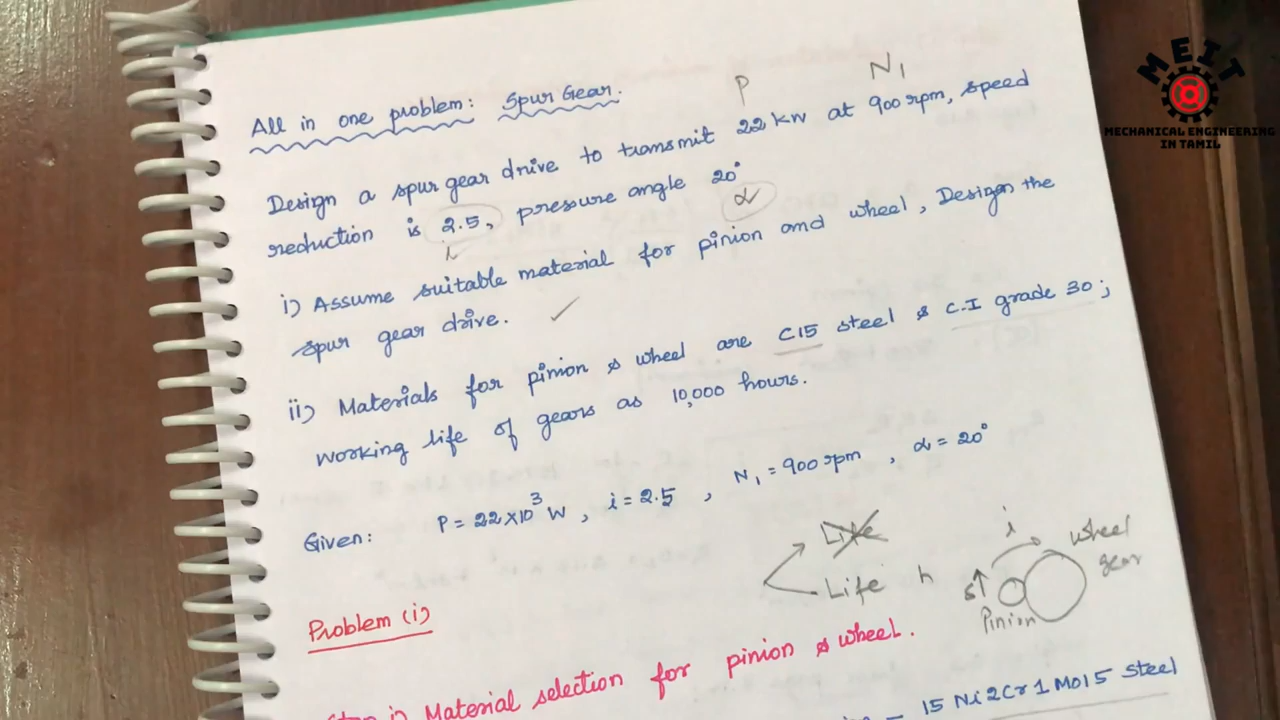 MEIT
MECHANICAL ENGINEERING
IN TAMIL
All in one problem: Spur Gear.
P N₁
Design a spur gear drive to transmit 22 kW at 900 rpm, speed
reduction is 2.5, pressure angle 20°
i α
i) Assume suitable material for pinion and wheel, Design the
spur gear drive. ✓
ii) Materials for pinion & wheel are C15 steel & C.I grade 30;
working life of gears as 10,000 hours.
Given: P = 22×10³ W, i = 2.5, N₁ = 900 rpm, α = 20°
Life
Life h
i wheel
gear
s↑
Pinion
Problem (i)
Step i) Material selection for pinion & wheel.
– 15 Ni 2 Cr 1 Mo 15 Steel